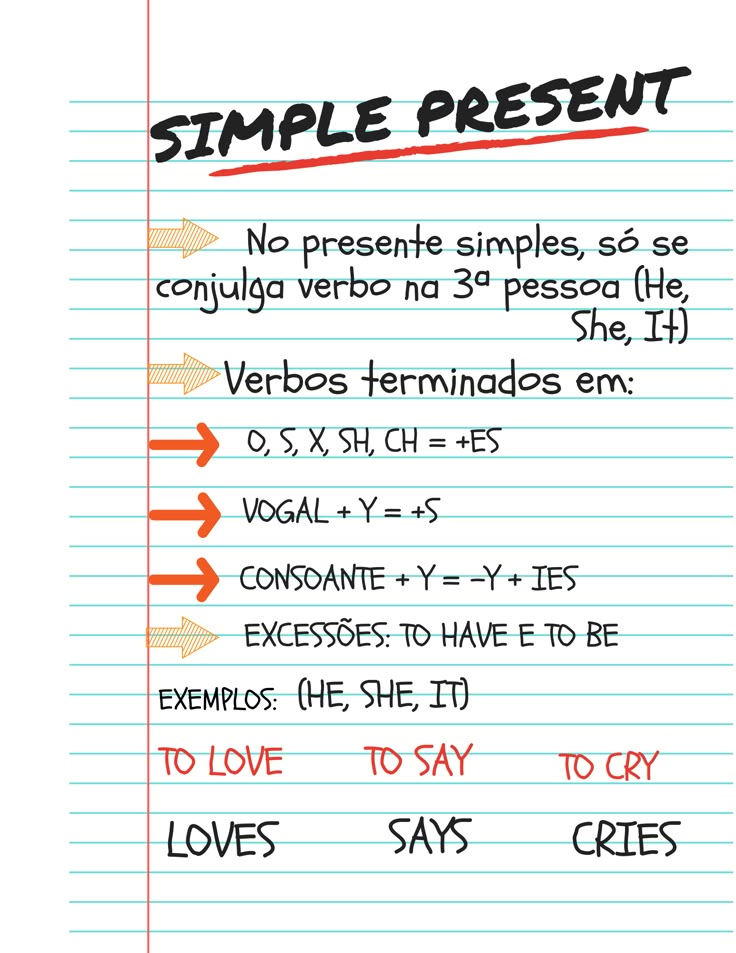 SIMPLE PRESENT
No presente simples, só se
conjulga verbo na 3ª pessoa (He,
She, It)
Verbos terminados em:
O, S, X, SH, CH = +ES
VOGAL + Y = +S
CONSOANTE + Y = -Y + IES
EXCESSÕES: TO HAVE E TO BE
EXEMPLOS: (HE, SHE, IT)
TO LOVE TO SAY TO CRY
LOVES SAYS CRIES